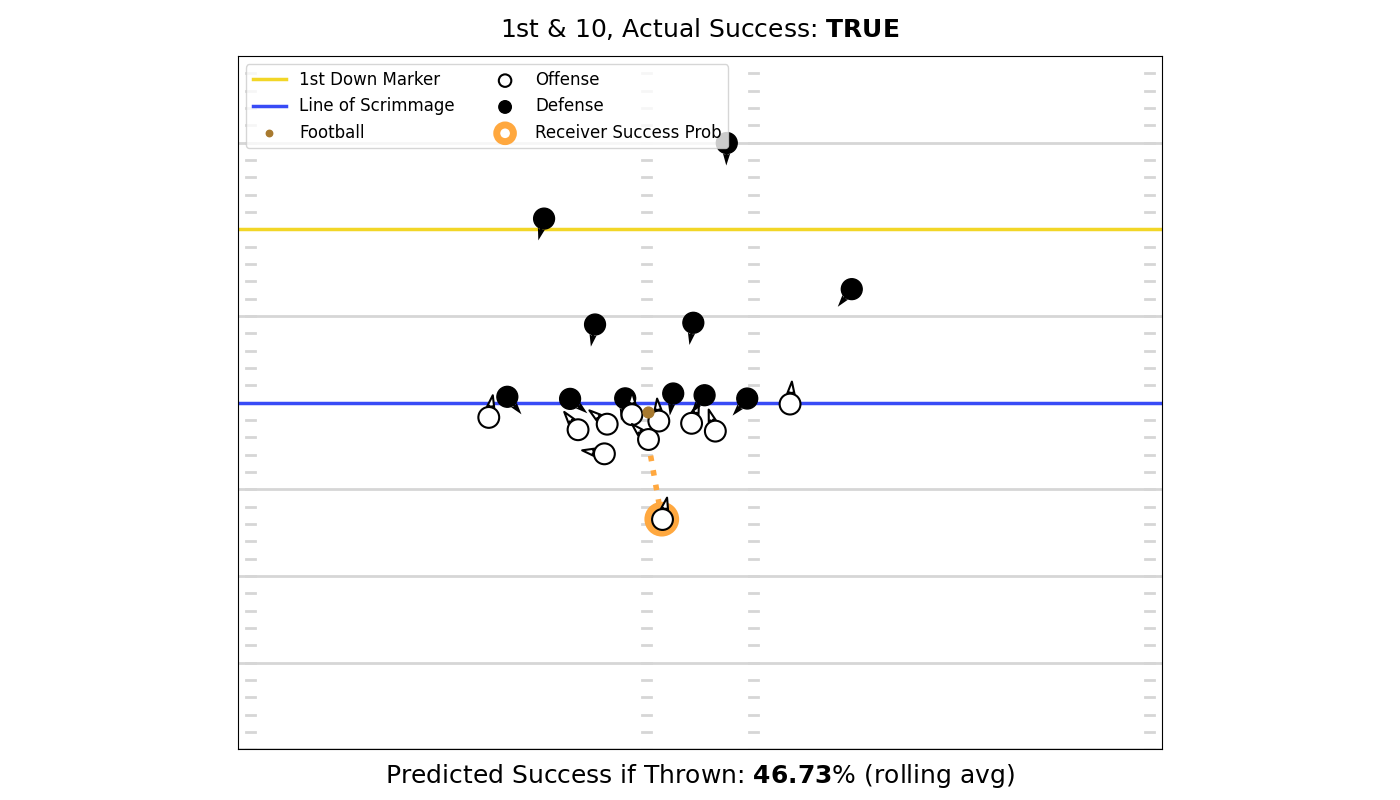 1st & 10, Actual Success: TRUE
1st Down Marker
Line of Scrimmage
Football
Offense
Defense
Receiver Success Prob
Predicted Success if Thrown: 46.73% (rolling avg)